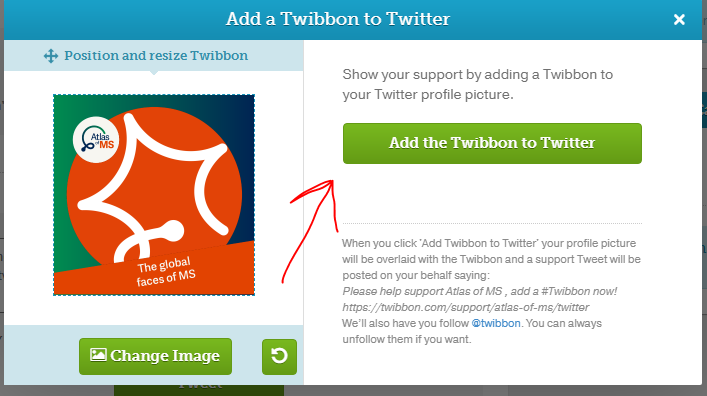 Add a Twibbon to Twitter
Position and resize Twibbon
Atlas
of MS
The global
faces of MS
Change Image
Show your support by adding a Twibbon to
your Twitter profile picture.
Add the Twibbon to Twitter
When you click 'Add Twibbon to Twitter' your profile picture
will be overlaid with the Twibbon and a support Tweet will be
posted on your behalf saying:
Please help support Atlas of MS , add a #Twibbon now!
https://twibbon.com/support/atlas-of-ms/twitter
We'll also have you follow @twibbon. You can always
unfollow them if you want.
Tweet